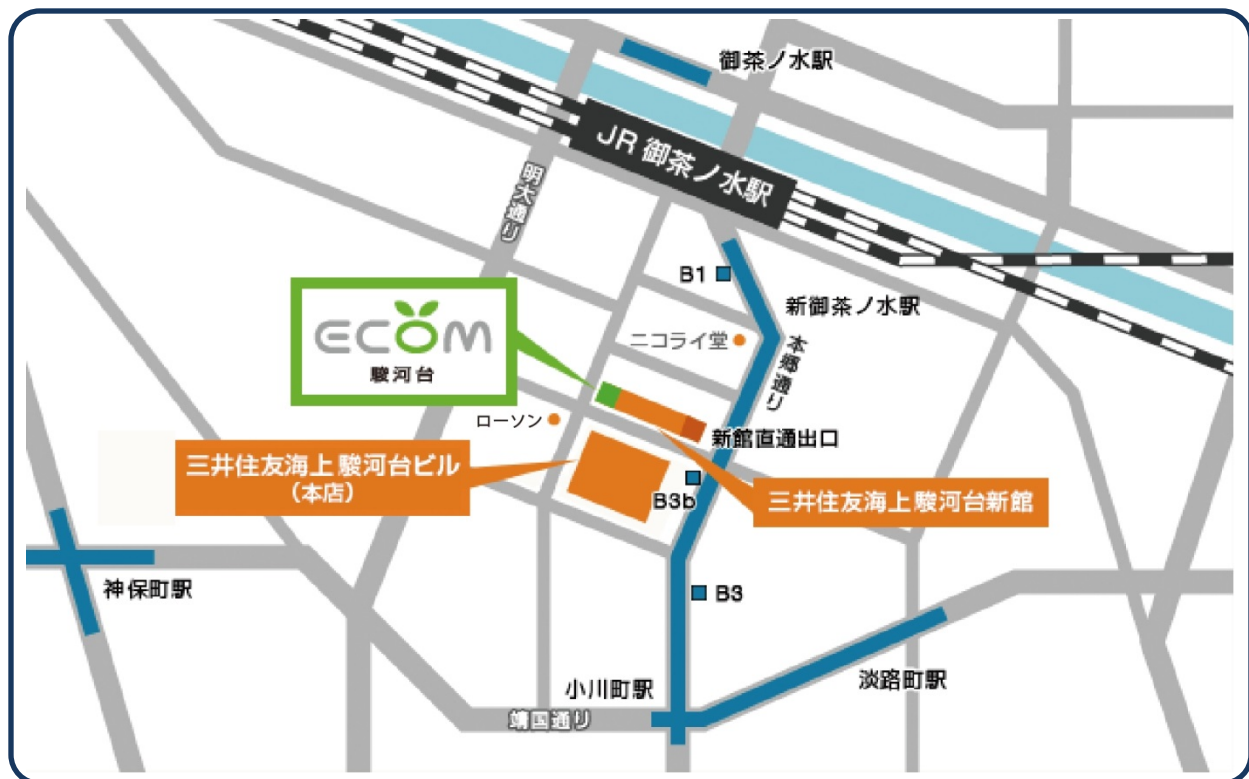 御茶ノ水駅
JR 御茶ノ水駅
明大通り
B1
新御茶ノ水駅
ECOM
駿河台
ニコライ堂
本郷通り
ローソン
新館直通出口
三井住友海上 駿河台ビル
(本店)
B3b
三井住友海上 駿河台新館
神保町駅
B3
小川町駅
淡路町駅
靖国通り